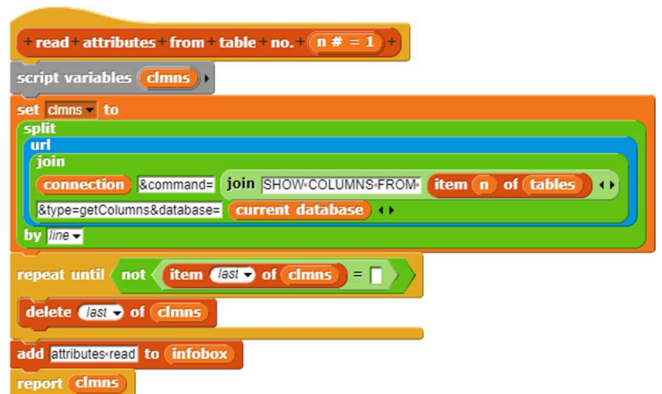 + read + attributes + from + table + no. + n # = 1 +
script variables clmns
set clmns to
split
url
join
connection &command= join SHOW COLUMNS FROM item n of tables
&type=getColumns&database= current database
by line
repeat until not item last of clmns =
delete last of clmns
add attributes read to infobox
report clmns